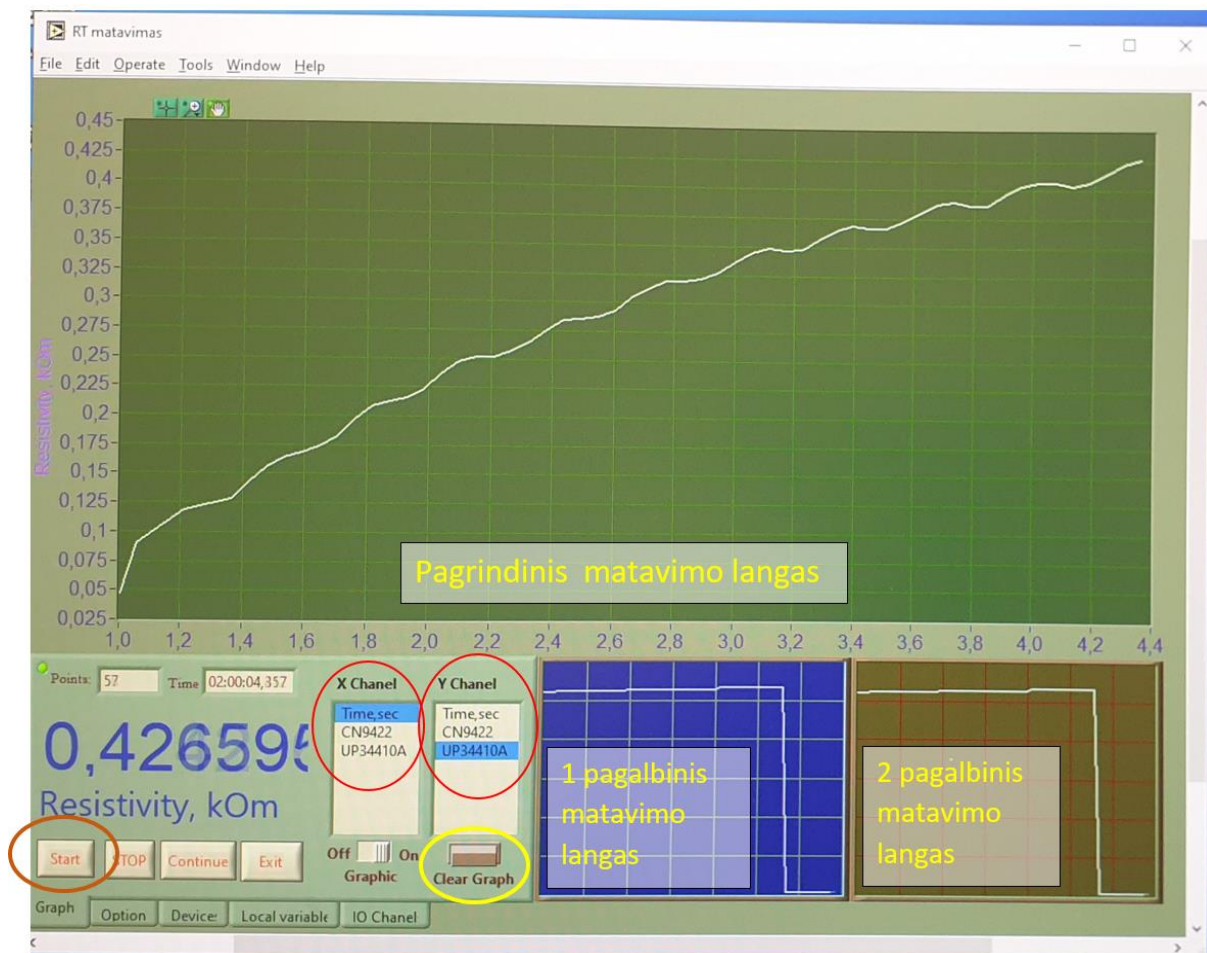 RT matavimas
File Edit Operate Tools Window Help
0,45
0,425
0,4
0,375
0,35
0,325
0,3
0,275
0,25
0,225
0,2
0,175
0,15
0,125
0,1
0,075
0,05
0,025
Resistivity, kOm
1,0 1,2 1,4 1,6 1,8 2,0 2,2 2,4 2,6 2,8 3,0 3,2 3,4 3,6 3,8 4,0 4,2 4,4
Pagrindinis matavimo langas
Points: 57 Time 02:00:04,357
0,426595
Resistivity, kOm
X Chanel
Time,sec
CN9422
UP34410A
Y Chanel
Time,sec
CN9422
UP34410A
Start STOP Continue Exit
Off On
Graphic
Clear Graph
1 pagalbinis
matavimo
langas
2 pagalbinis
matavimo
langas
Graph Option Device: Local variable IO Chanel